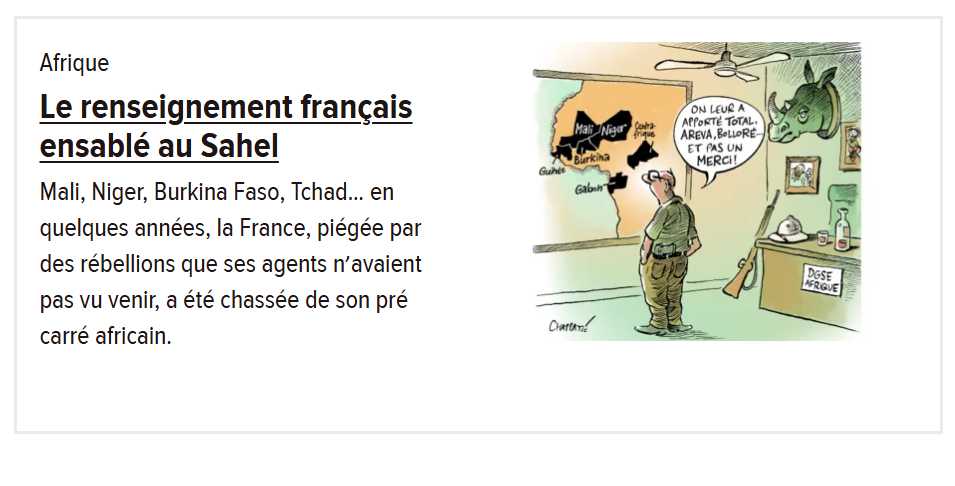 Afrique
Le renseignement français
ensablé au Sahel
Mali, Niger, Burkina Faso, Tchad... en
quelques années, la France, piégée par
des rébellions que ses agents n’avaient
pas vu venir, a été chassée de son pré
carré africain.
ON LEUR A
APPORTÉ TOTAL,
AREVA, BOLLORÉ...
ET PAS UN
MERCI!
Mali
Niger
Centra-
frique
Burkina
Guinée
Gabon
DGSE
AFRIQUE